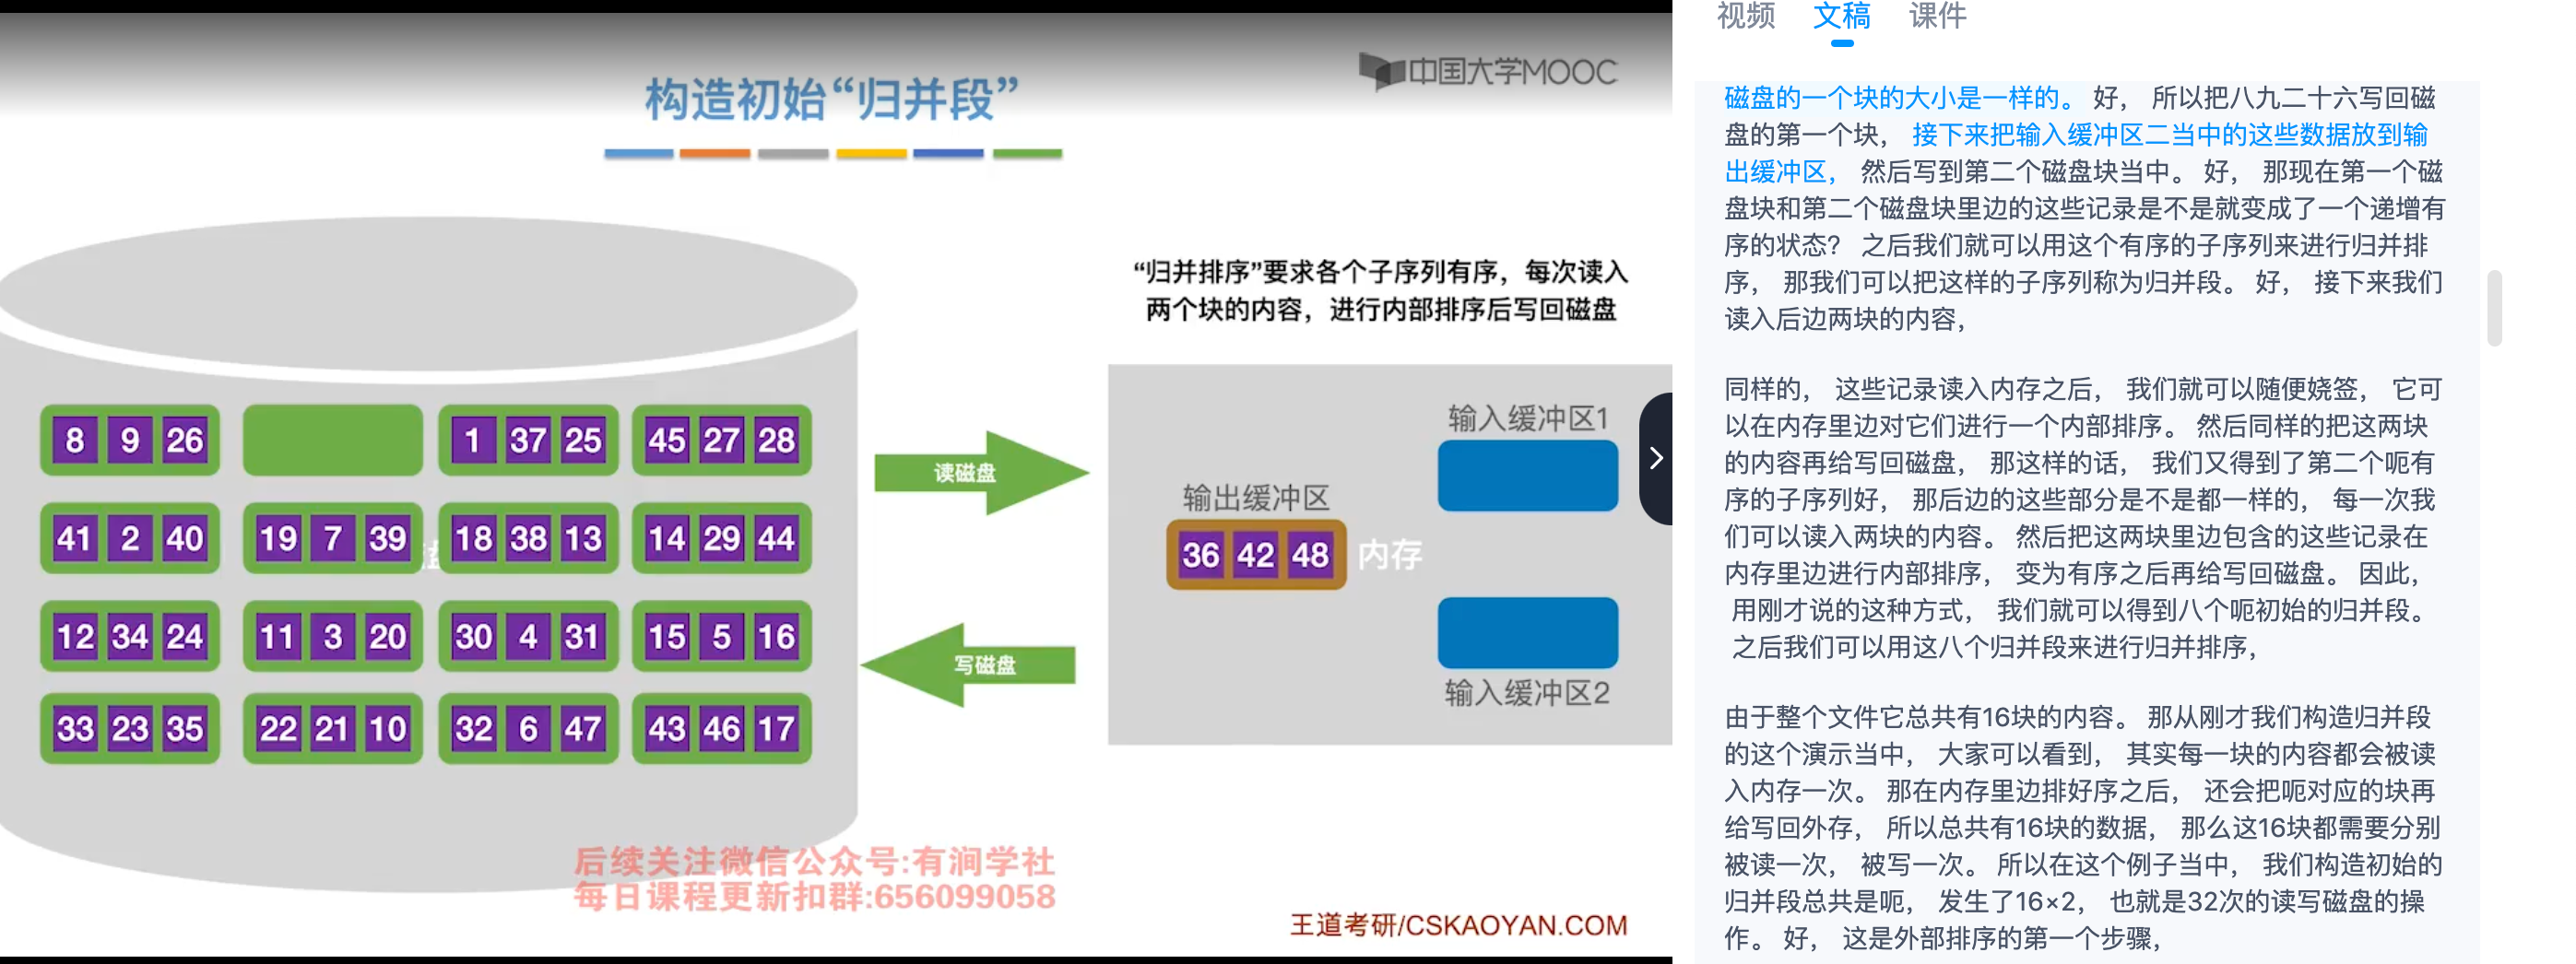 中国大学MOOC
构造初始“归并段”
“归并排序”要求各个子序列有序，每次读入
两个块的内容，进行内部排序后写回磁盘
8 9 26
1 37 25
45 27 28
41 2 40
19 7 39
18 38 13
14 29 44
12 34 24
11 3 20
30 4 31
15 5 16
33 23 35
22 21 10
32 6 47
43 46 17
读磁盘
写磁盘
输入缓冲区1
输出缓冲区
36 42 48
内存
输入缓冲区2
后续关注微信公众号:有涧学社
每日课程更新扣群:656099058
王道考研/CSKAOYAN.COM
视频 文稿 课件
磁盘的一个块的大小是一样的。 好， 所以把八九二十六写回磁
盘的第一个块， 接下来把输入缓冲区二当中的这些数据放到输
出缓冲区， 然后写到第二个磁盘块当中。 好， 那现在第一个磁
盘块和第二个磁盘块里边的这些记录是不是就变成了一个递增有
序的状态？ 之后我们就可以用这个有序的子序列来进行归并排
序， 那我们可以把这样的子序列称为归并段。 好， 接下来我们
读入后边两块的内容，
同样的， 这些记录读入内存之后， 我们就可以随便娆签， 它可
以在内存里边对它们进行一个内部排序。 然后同样的把这两块
的内容再给写回磁盘， 那这样的话， 我们又得到了第二个呃有
序的子序列好， 那后边的这些部分是不是都一样的， 每一次我
们可以读入两块的内容。 然后把这两块里边包含的这些记录在
内存里边进行内部排序， 变为有序之后再给写回磁盘。 因此，
用刚才说的这种方式， 我们就可以得到八个呃初始的归并段。
之后我们可以用这八个归并段来进行归并排序，
由于整个文件它总共有16块的内容。 那从刚才我们构造归并段
的这个演示当中， 大家可以看到， 其实每一块的内容都会被读
入内存一次。 那在内存里边排好序之后， 还会把呃对应的块再
给写回外存， 所以总共有16块的数据， 那么这16块都需要分别
被读一次， 被写一次。 所以在这个例子当中， 我们构造初始的
归并段总共是呃， 发生了16×2， 也就是32次的读写磁盘的操
作。 好， 这是外部排序的第一个步骤，